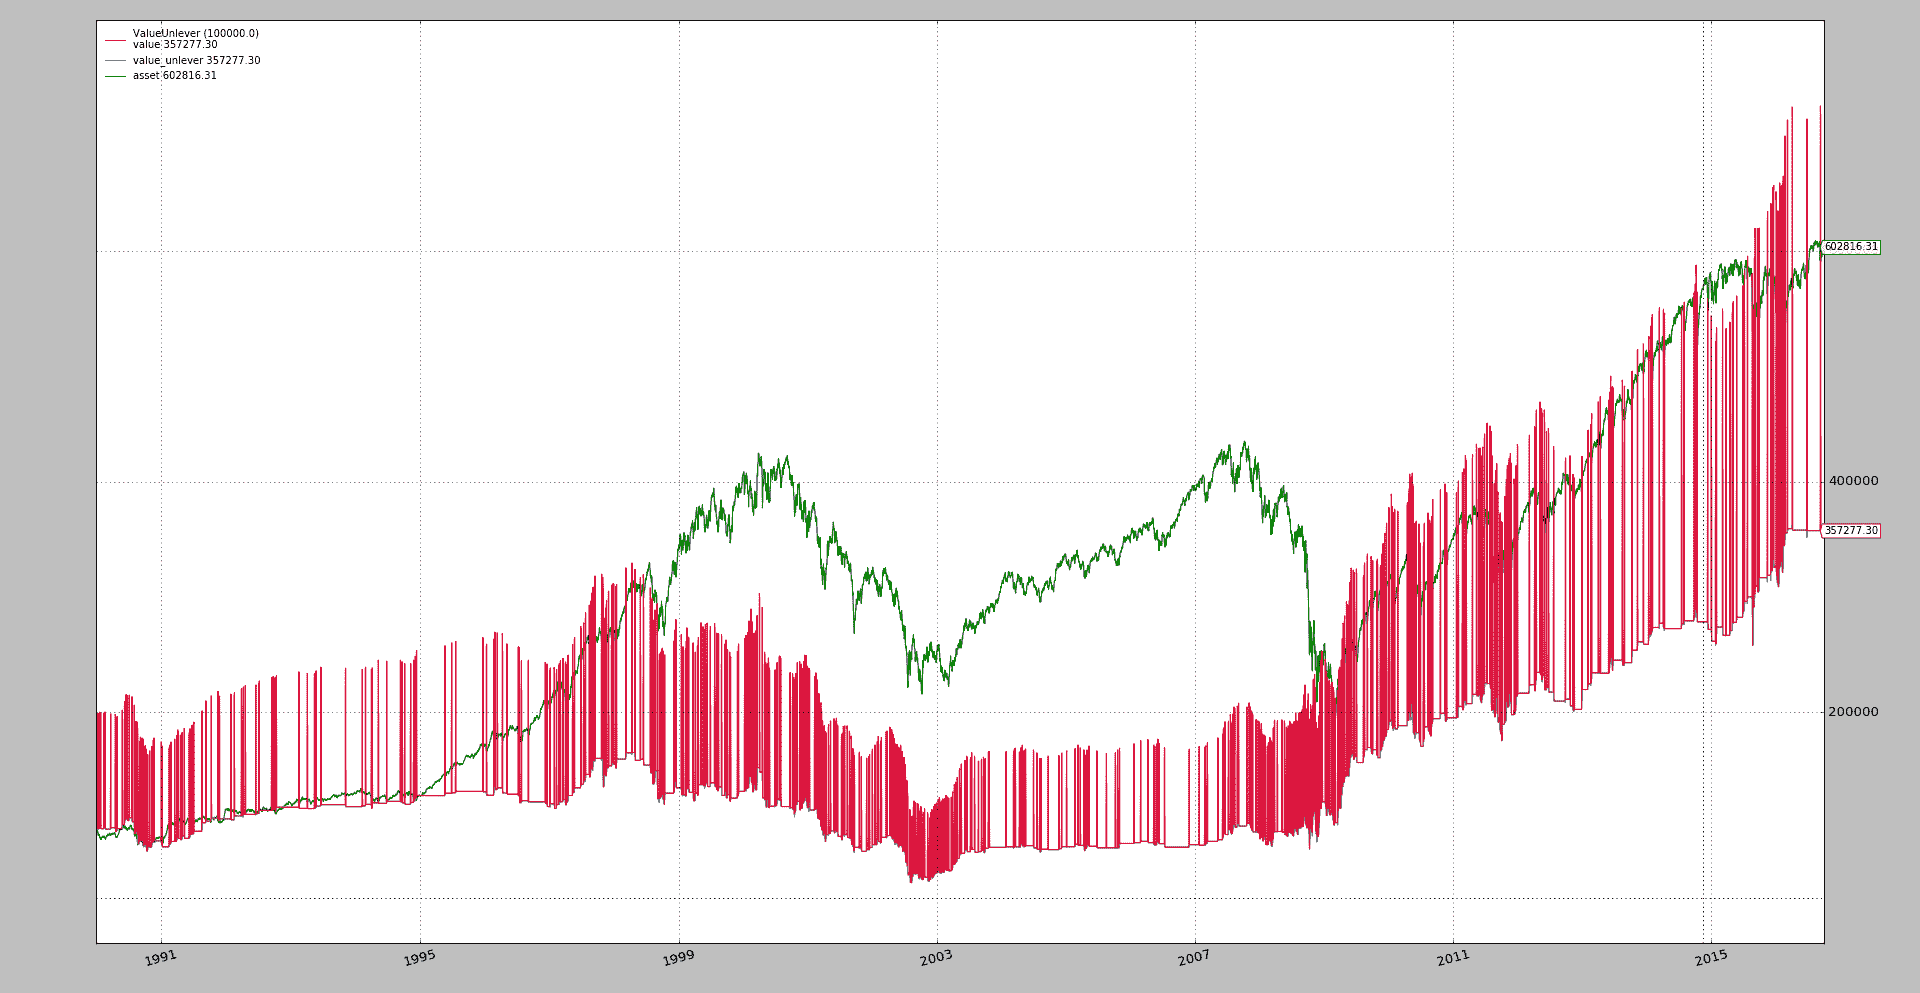 ValueUnlever (100000.0)
value 357277.30
value_unlever 357277.30
asset 602816.31
602816.31
400000
357277.30
200000
1991
1995
1999
2003
2007
2011
2015